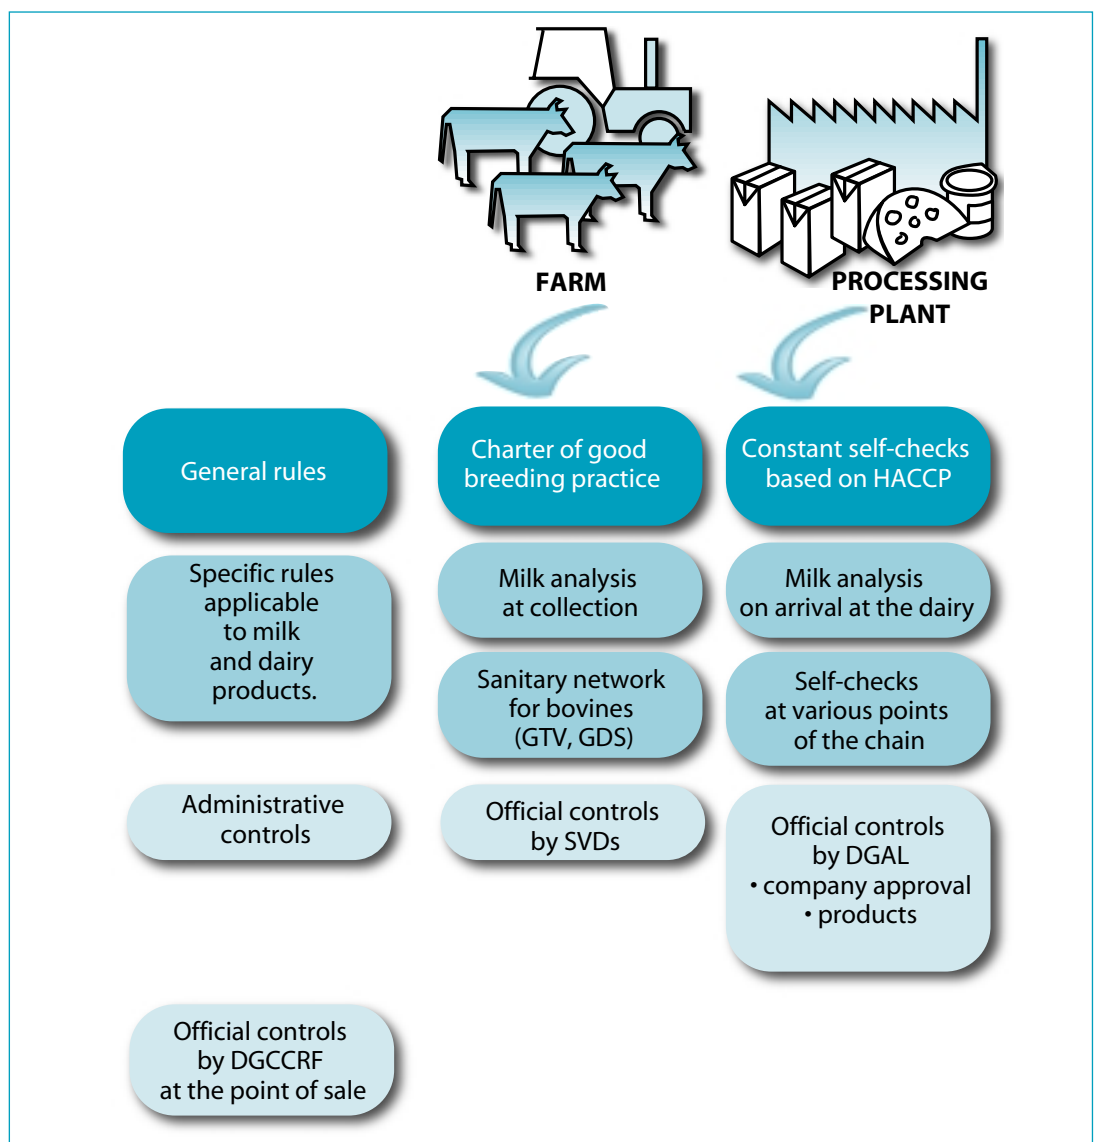 FARM
PROCESSING
PLANT
General rules
Charter of good
breeding practice
Constant self-checks
based on HACCP
Specific rules
applicable
to milk
and dairy
products.
Milk analysis
at collection
Milk analysis
on arrival at the dairy
Sanitary network
for bovines
(GTV, GDS)
Self-checks
at various points
of the chain
Administrative
controls
Official controls
by SVDs
Official controls
by DGAL
• company approval
• products
Official controls
by DGCCRF
at the point of sale